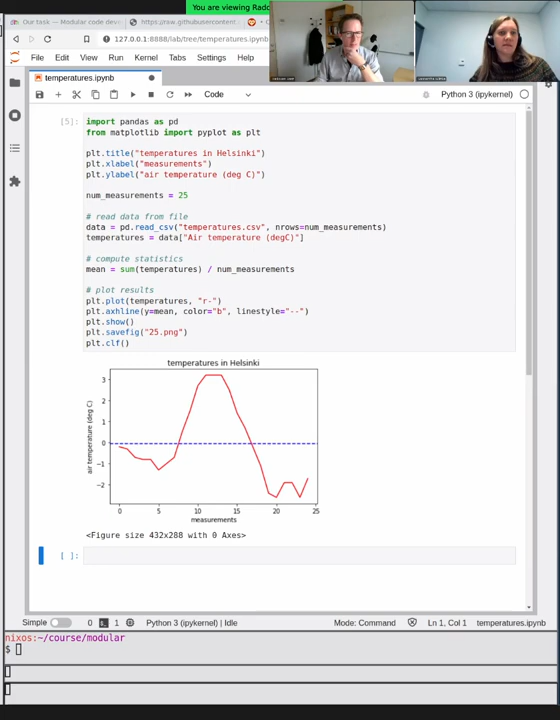 You are viewing Rado
Our task — Modular code deve
https://raw.githubusercontent
127.0.0.1:8888/lab/tree/temperatures.ipynb
File Edit View Run Kernel Tabs Settings Help
temperatures.ipynb
Code
Python 3 (ipykernel)
[5]:
import pandas as pd
from matplotlib import pyplot as plt
plt.title("temperatures in Helsinki")
plt.xlabel("measurements")
plt.ylabel("air temperature (deg C)")
num_measurements = 25
# read data from file
data = pd.read_csv("temperatures.csv", nrows=num_measurements)
temperatures = data["Air temperature (degC)"]
# compute statistics
mean = sum(temperatures) / num_measurements
# plot results
plt.plot(temperatures, "r-")
plt.axhline(y=mean, color="b", linestyle="--")
plt.show()
plt.savefig("25.png")
plt.clf()
temperatures in Helsinki
3
2
1
0
−1
−2
air temperature (deg C)
0 5 10 15 20 25
measurements
<Figure size 432x288 with 0 Axes>
[ ]:
Simple 0 1 Python 3 (ipykernel) | Idle Mode: Command Ln 1, Col 1 temperatures.ipynb
nixos:~/course/modular
$